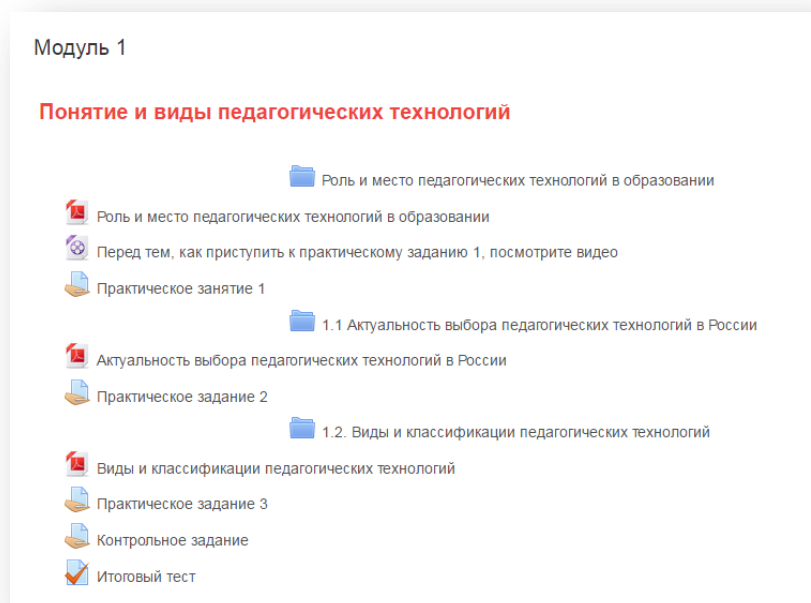 Модуль 1
Понятие и виды педагогических технологий
Роль и место педагогических технологий в образовании
Роль и место педагогических технологий в образовании
Перед тем, как приступить к практическому заданию 1, посмотрите видео
Практическое занятие 1
1.1 Актуальность выбора педагогических технологий в России
Актуальность выбора педагогических технологий в России
Практическое задание 2
1.2. Виды и классификации педагогических технологий
Виды и классификации педагогических технологий
Практическое задание 3
Контрольное задание
Итоговый тест